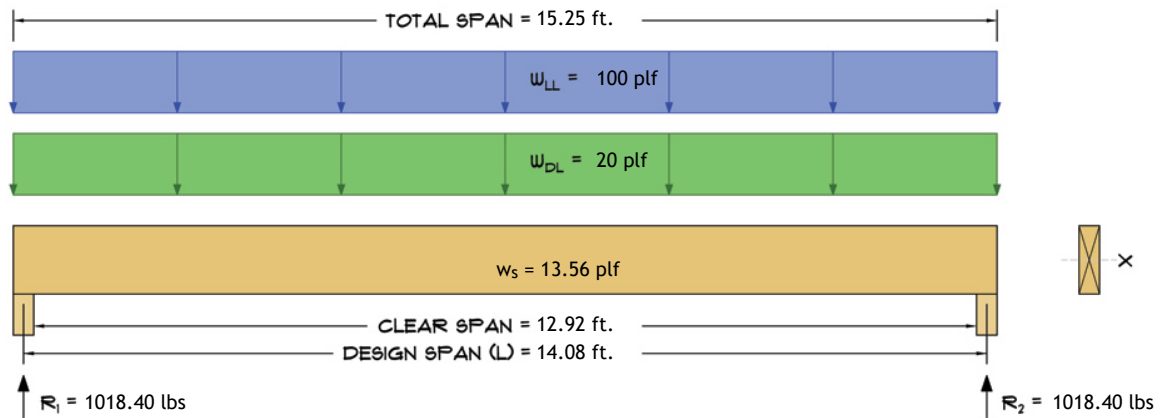 TOTAL SPAN = 15.25 ft.
wLL = 100 plf
wDL = 20 plf
ws = 13.56 plf
X
CLEAR SPAN = 12.92 ft.
DESIGN SPAN (L) = 14.08 ft.
R1 = 1018.40 lbs
R2 = 1018.40 lbs